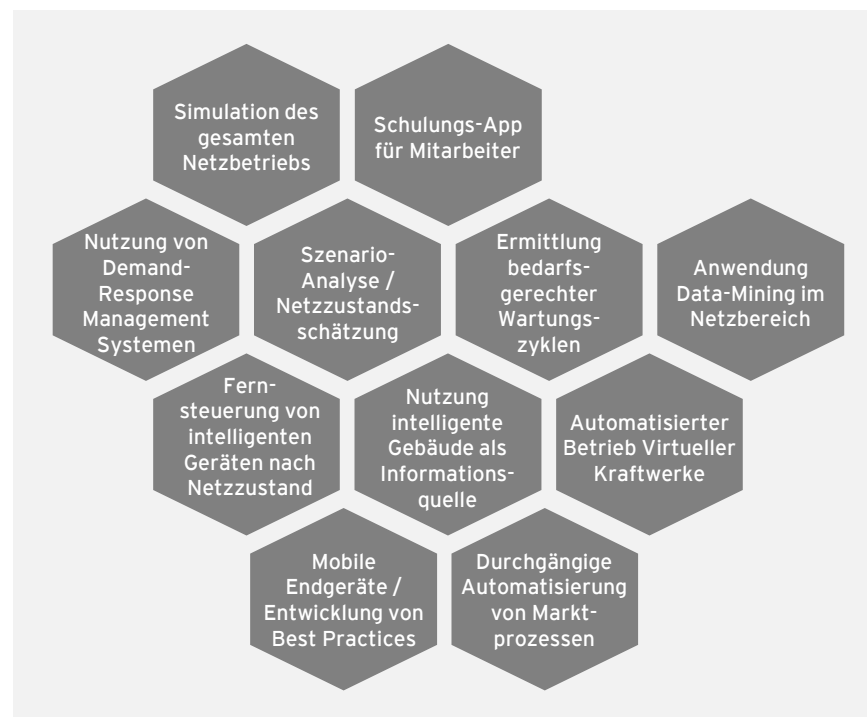 Simulation des
gesamten
Netzbetriebs
Schulungs-App
für Mitarbeiter
Nutzung von
Demand-
Response
Management
Systemen
Szenario-
Analyse /
Netzzustands-
schätzung
Ermittlung
bedarfs-
gerechter
Wartungs-
zyklen
Anwendung
Data-Mining im
Netzbereich
Fern-
steuerung von
intelligenten
Geräten nach
Netzzustand
Nutzung
intelligente
Gebäude als
Informations-
quelle
Automatisierter
Betrieb Virtueller
Kraftwerke
Mobile
Endgeräte /
Entwicklung von
Best Practices
Durchgängige
Automatisierung
von Markt-
prozessen